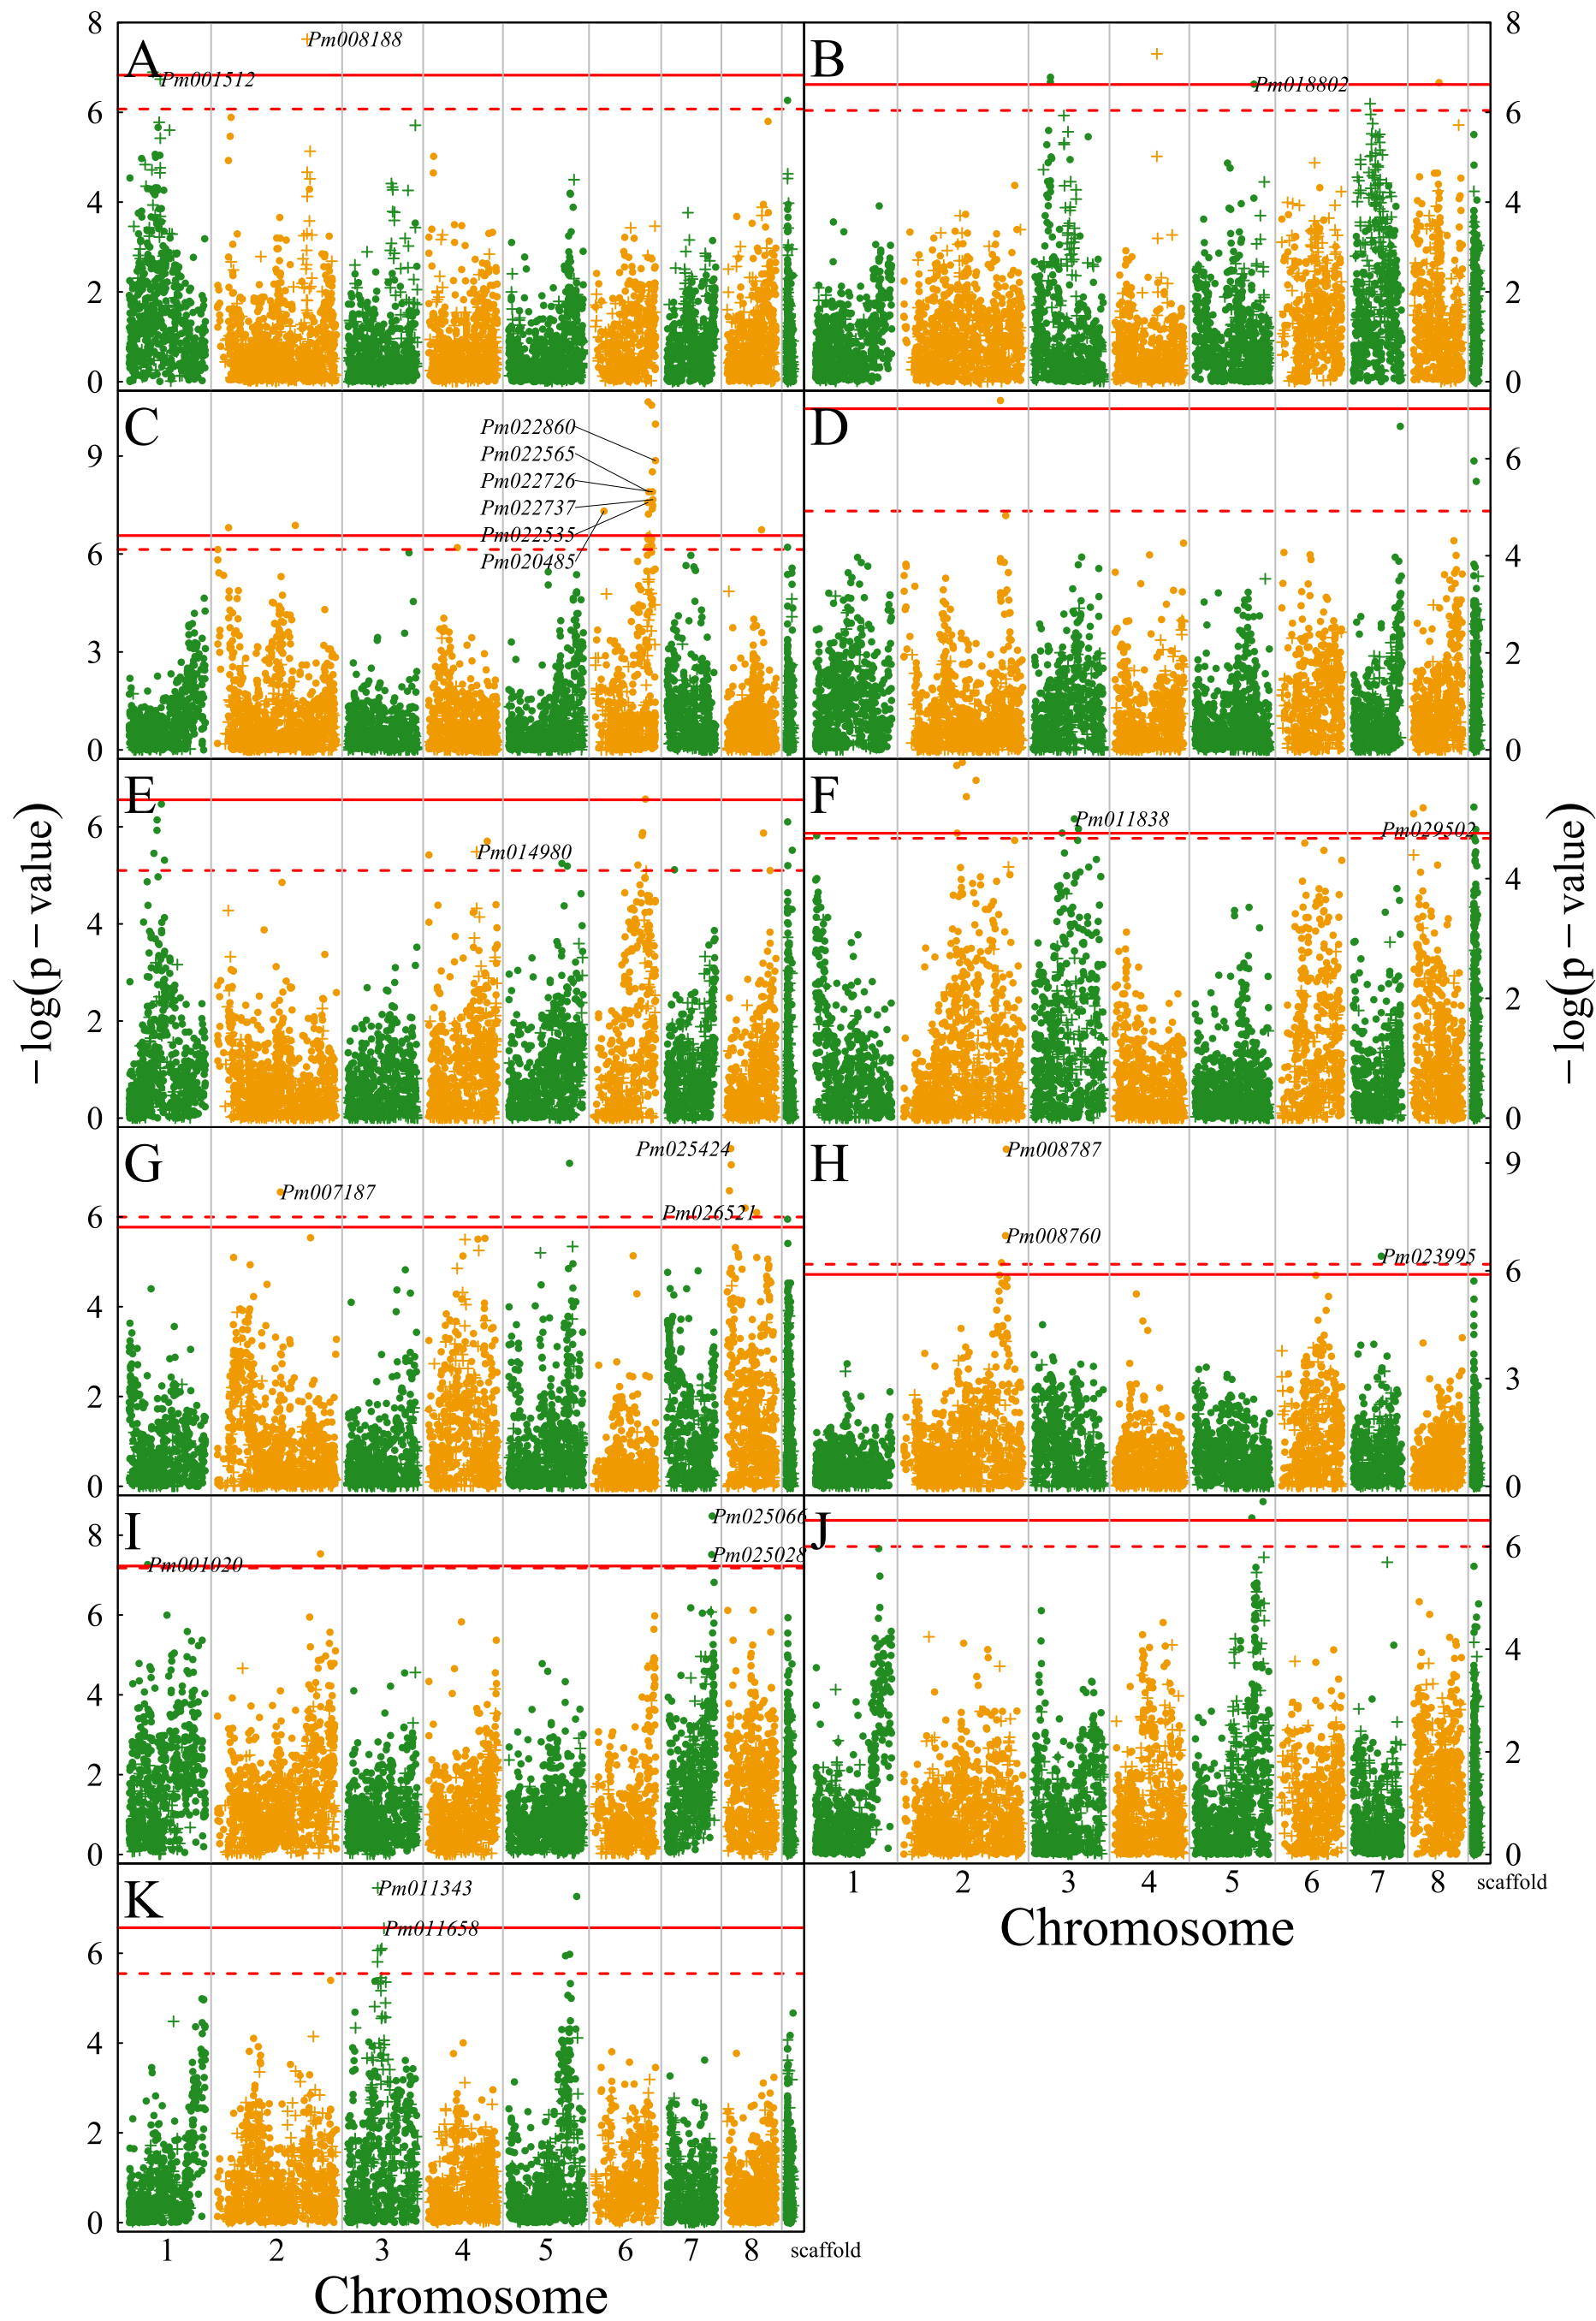 8
A
Pm008188
Pm001512
6
4
2
0
B
Pm018802
8
6
4
2
0
C
Pm022860
Pm022565
Pm022726
Pm022737
Pm022535
Pm020485
9
6
3
0
D
6
4
2
0
E
Pm014980
6
4
2
0
F
Pm011838
Pm029502
4
2
0
− log(p − value)
− log(p − value)
G
Pm025424
Pm007187
Pm026521
6
4
2
0
H
Pm008787
Pm008760
Pm023995
9
6
3
0
I
Pm025066
Pm025028
Pm001020
8
6
4
2
0
J
6
4
2
0
1 2 3 4 5 6 7 8 scaffold
Chromosome
K
Pm011343
Pm011658
6
4
2
0
1 2 3 4 5 6 7 8 scaffold
Chromosome